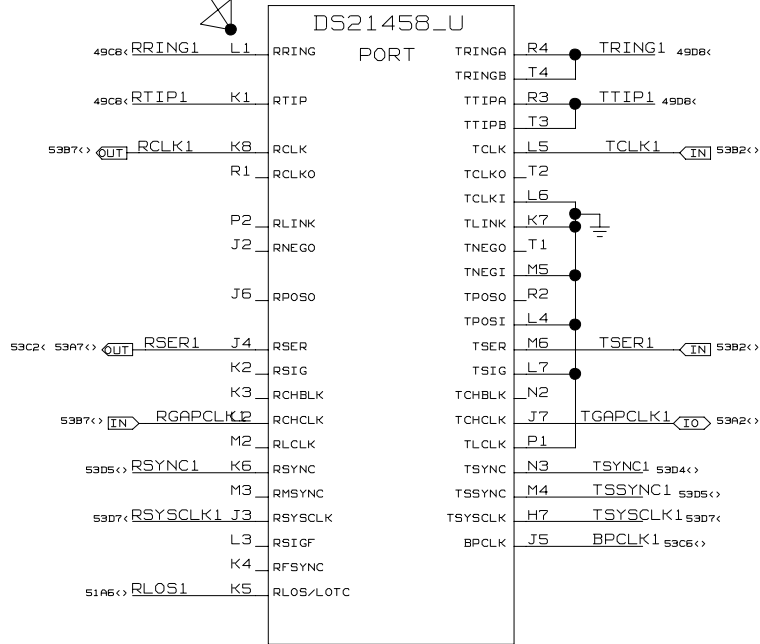 DS21458_U
PORT
49C8< RRING1 L1 RRING TRINGA R4 TRING1 49D8<
TRINGB T4
49C8< RTIP1 K1 RTIP TTIPA R3 TTIP1 49D8<
TTIPB T3
53B7<> OUT RCLK1 K8 RCLK TCLK L5 TCLK1 IN 53B2<>
R1 RCLKO TCLKO T2
TCLKI L6
P2 RLINK TLINK K7
J2 RNEGO TNEGO T1
TNEGI M5
J6 RPOSO TPOSO R2
TPOSI L4
53C2< 53A7<> OUT RSER1 J4 RSER TSER M6 TSER1 IN 53B2<>
K2 RSIG TSIG L7
K3 RCHBLK TCHBLK N2
53B7<> IN RGAPCLK1 L2 RCHCLK TCHCLK J7 TGAPCLK1 IO 53A2<>
M2 RLCLK TLCLK P1
53D5<> RSYNC1 K6 RSYNC TSYNC N3 TSYNC1 53D4<>
M3 RMSYNC TSSYNC M4 TSSYNC1 53D5<>
53D7< RSYSCLK1 J3 RSYSCLK TSYSCLK H7 TSYSCLK1 53D7<
L3 RSIGF BPCLK J5 BPCLK1 53C6<>
K4 RFSYNC
51A6<> RLOS1 K5 RLOS/LOTC